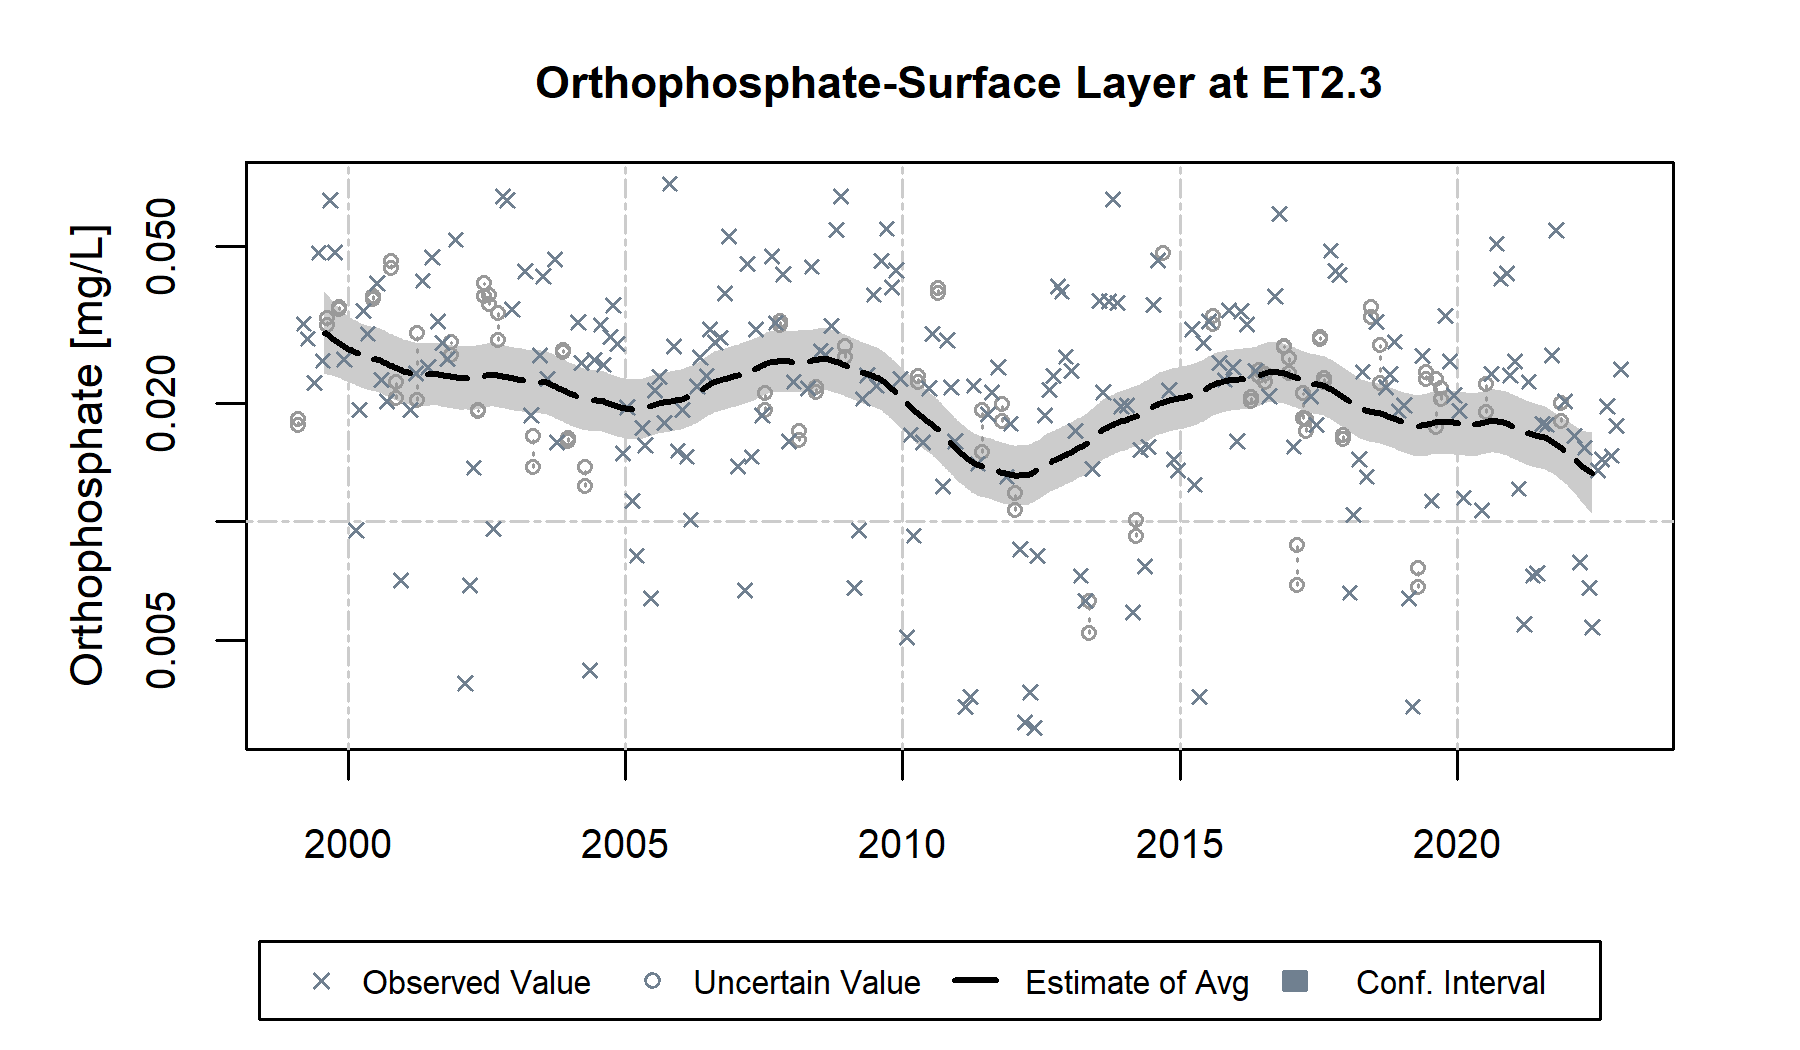 Orthophosphate-Surface Layer at ET2.3
Orthophosphate [mg/L]
0.050
0.020
0.005
2000 2005 2010 2015 2020
Observed Value Uncertain Value Estimate of Avg Conf. Interval